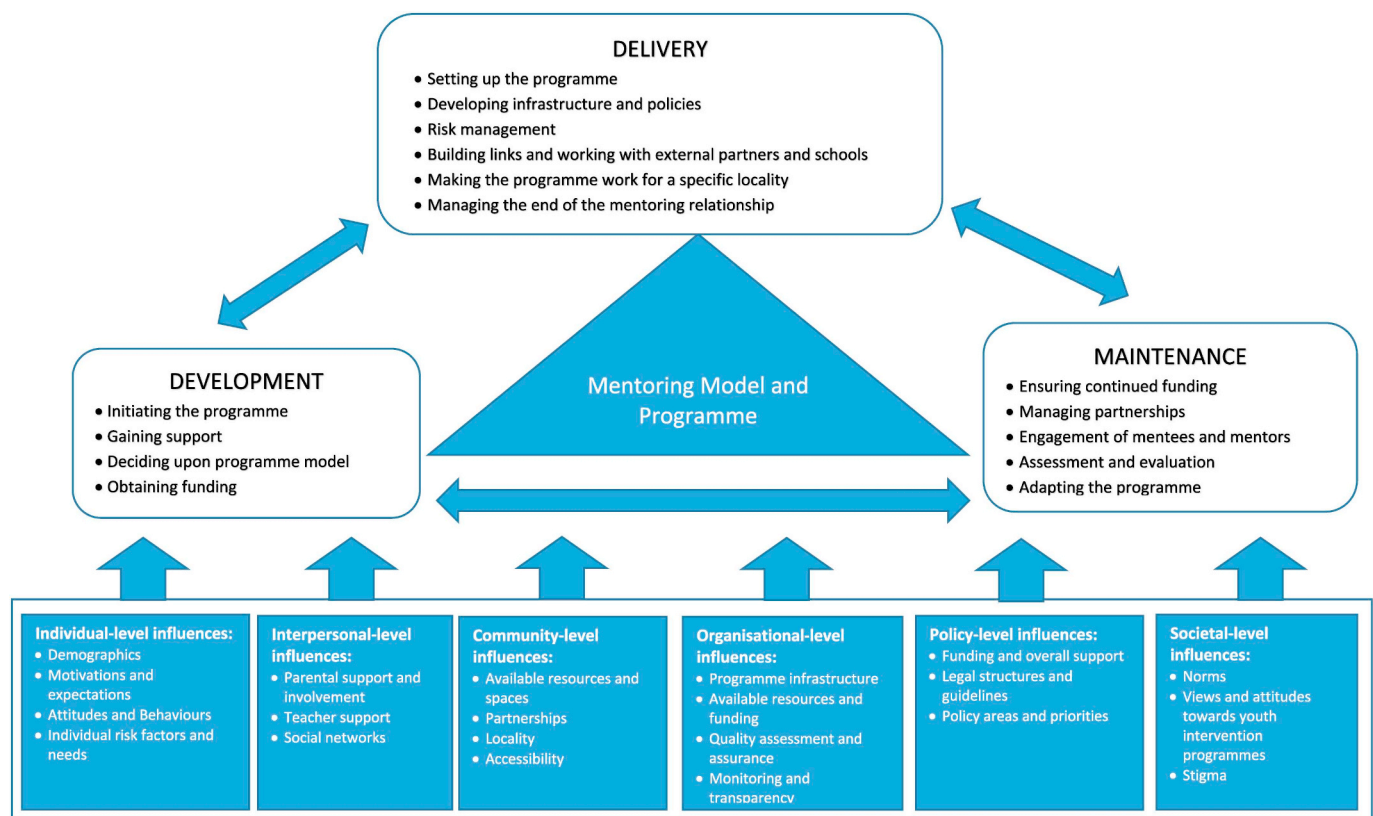 DELIVERY
• Setting up the programme
• Developing infrastructure and policies
• Risk management
• Building links and working with external partners and schools
• Making the programme work for a specific locality
• Managing the end of the mentoring relationship
DEVELOPMENT
• Initiating the programme
• Gaining support
• Deciding upon programme model
• Obtaining funding
Mentoring Model and
Programme
MAINTENANCE
• Ensuring continued funding
• Managing partnerships
• Engagement of mentees and mentors
• Assessment and evaluation
• Adapting the programme
Individual-level influences:
• Demographics
• Motivations and
expectations
• Attitudes and Behaviours
• Individual risk factors and
needs
Interpersonal-level
influences:
• Parental support and
involvement
• Teacher support
• Social networks
Community-level
influences:
• Available resources and
spaces
• Partnerships
• Locality
• Accessibility
Organisational-level
influences:
• Programme infrastructure
• Available resources and
funding
• Quality assessment and
assurance
• Monitoring and
transparency
Policy-level influences:
• Funding and overall support
• Legal structures and
guidelines
• Policy areas and priorities
Societal-level
influences:
• Norms
• Views and attitudes
towards youth
intervention
programmes
• Stigma